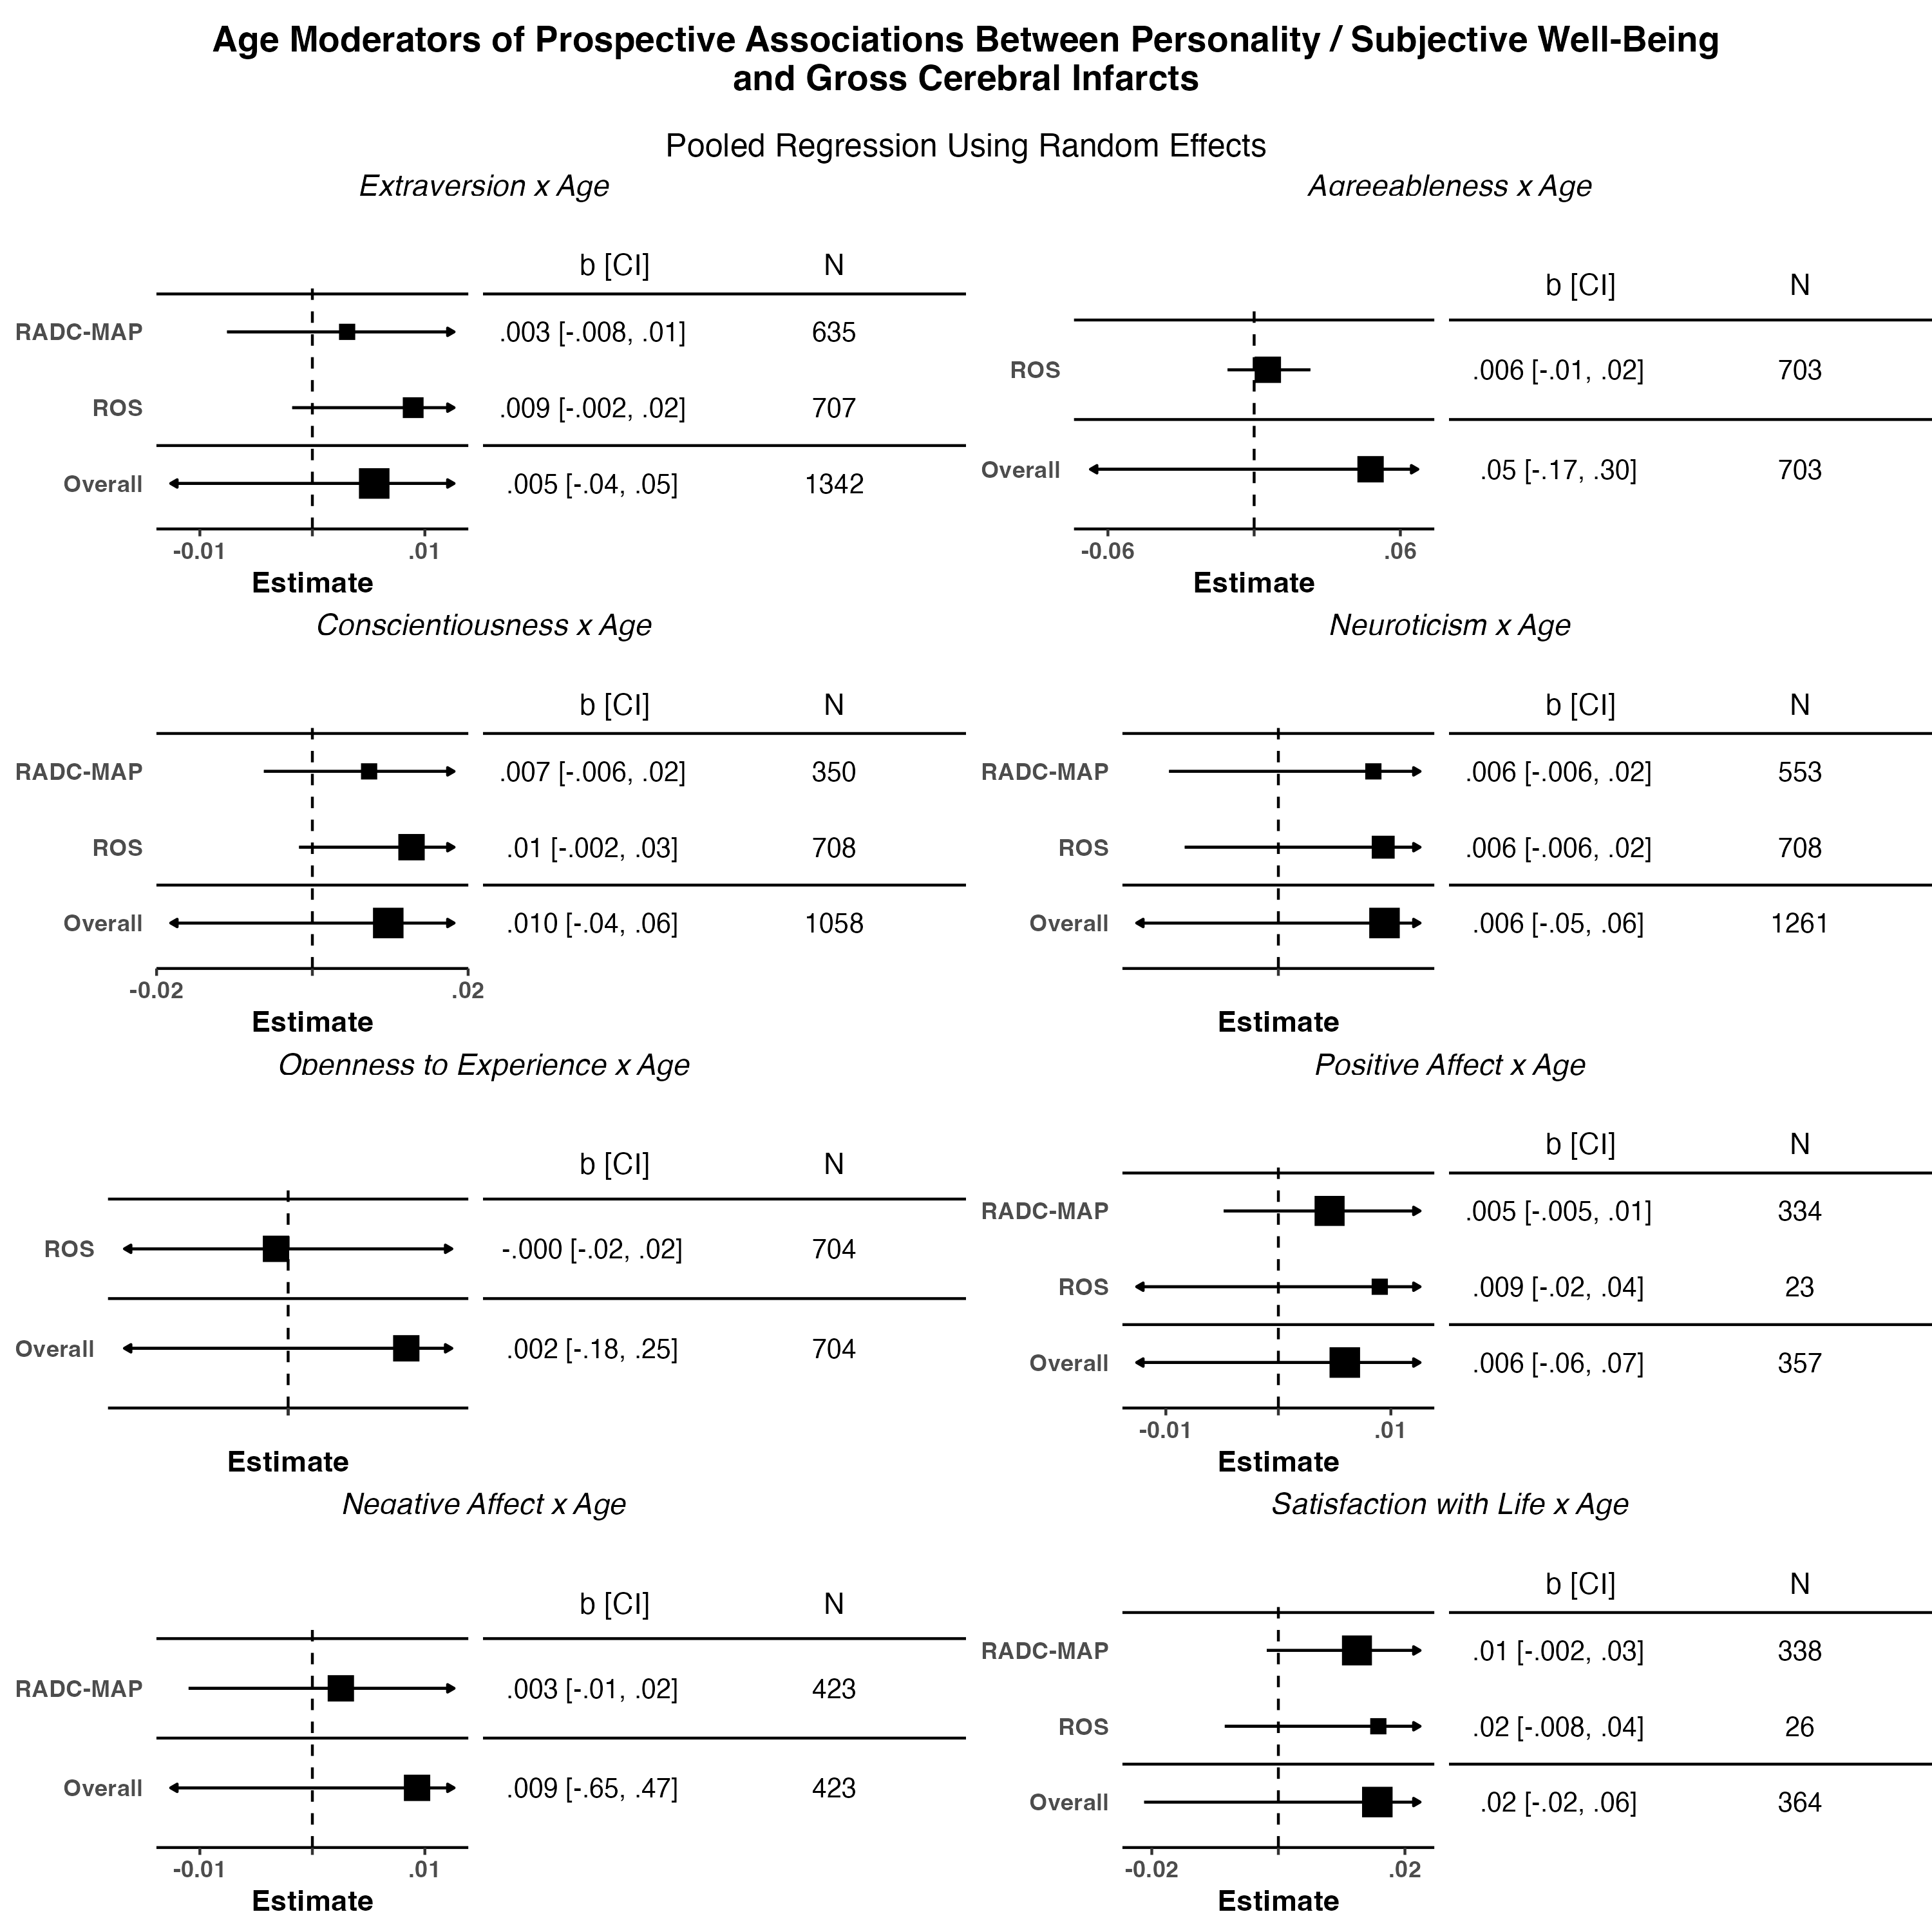 Age Moderators of Prospective Associations Between Personality / Subjective Well-Being
and Gross Cerebral Infarcts
Pooled Regression Using Random Effects
Extraversion x Age
b [CI] N
RADC-MAP .003 [-.008, .01] 635
ROS .009 [-.002, .02] 707
Overall .005 [-.04, .05] 1342
-0.01 .01
Estimate
Agreeableness x Age
b [CI] N
ROS .006 [-.01, .02] 703
Overall .05 [-.17, .30] 703
-0.06 .06
Estimate
Conscientiousness x Age
b [CI] N
RADC-MAP .007 [-.006, .02] 350
ROS .01 [-.002, .03] 708
Overall .010 [-.04, .06] 1058
-0.02 .02
Estimate
Neuroticism x Age
b [CI] N
RADC-MAP .006 [-.006, .02] 553
ROS .006 [-.006, .02] 708
Overall .006 [-.05, .06] 1261
Estimate
Openness to Experience x Age
b [CI] N
ROS -.000 [-.02, .02] 704
Overall .002 [-.18, .25] 704
Estimate
Positive Affect x Age
b [CI] N
RADC-MAP .005 [-.005, .01] 334
ROS .009 [-.02, .04] 23
Overall .006 [-.06, .07] 357
-0.01 .01
Estimate
Negative Affect x Age
b [CI] N
RADC-MAP .003 [-.01, .02] 423
Overall .009 [-.65, .47] 423
-0.01 .01
Estimate
Satisfaction with Life x Age
b [CI] N
RADC-MAP .01 [-.002, .03] 338
ROS .02 [-.008, .04] 26
Overall .02 [-.02, .06] 364
-0.02 .02
Estimate